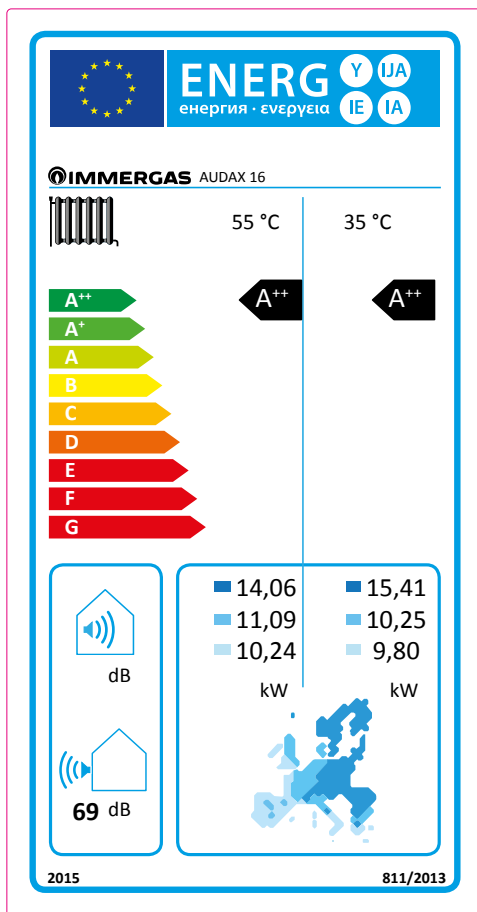 ENERG Y IJA
енергия · ενεργεια IE IA
IMMERGAS AUDAX 16
55 °C 35 °C
A++ A++ A++
A+
A
B
C
D
E
F
G
14,06 15,41
11,09 10,25
10,24 9,80
kW kW
dB
69 dB
2015 811/2013